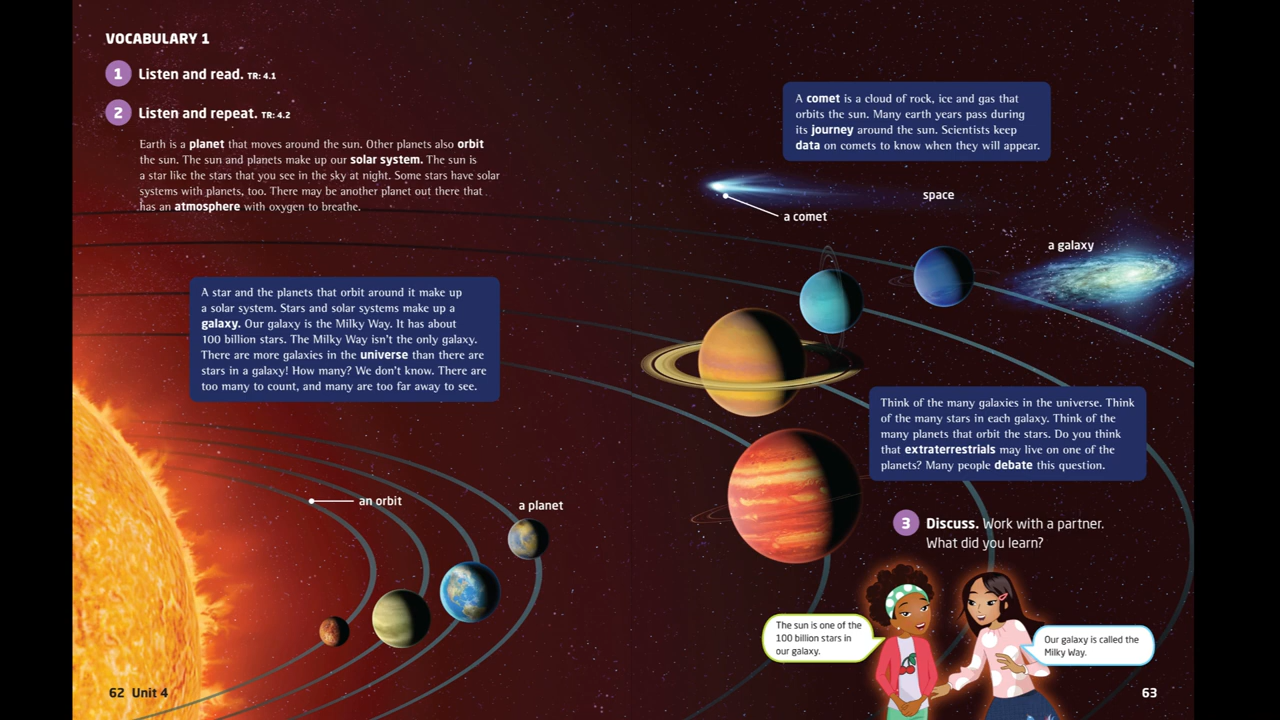 VOCABULARY 1
1 Listen and read. TR: 4.1
2 Listen and repeat. TR: 4.2
Earth is a planet that moves around the sun. Other planets also orbit
the sun. The sun and planets make up our solar system. The sun is
a star like the stars that you see in the sky at night. Some stars have solar
systems with planets, too. There may be another planet out there that
has an atmosphere with oxygen to breathe.
A star and the planets that orbit around it make up
a solar system. Stars and solar systems make up a
galaxy. Our galaxy is the Milky Way. It has about
100 billion stars. The Milky Way isn't the only galaxy.
There are more galaxies in the universe than there are
stars in a galaxy! How many? We don't know. There are
too many to count, and many are too far away to see.
an orbit
a planet
62 Unit 4
A comet is a cloud of rock, ice and gas that
orbits the sun. Many earth years pass during
its journey around the sun. Scientists keep
data on comets to know when they will appear.
space
a comet
a galaxy
Think of the many galaxies in the universe. Think
of the many stars in each galaxy. Think of the
many planets that orbit the stars. Do you think
that extraterrestrials may live on one of the
planets? Many people debate this question.
3 Discuss. Work with a partner.
What did you learn?
The sun is one of the
100 billion stars in
our galaxy.
Our galaxy is called the
Milky Way.
63